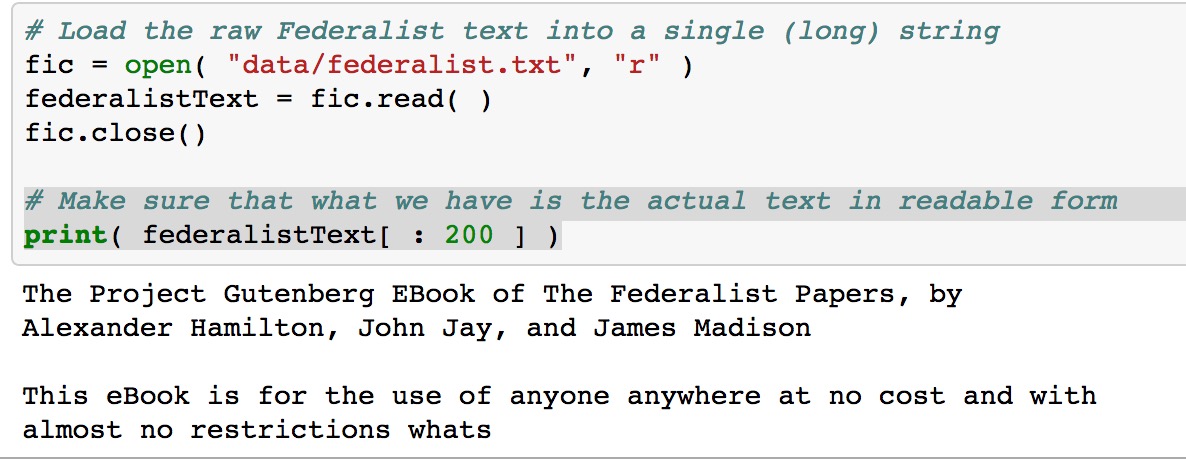 # Load the raw Federalist text into a single (long) string
fic = open( "data/federalist.txt", "r" )
federalistText = fic.read( )
fic.close()
# Make sure that what we have is the actual text in readable form
print( federalistText[ : 200 ] )
The Project Gutenberg EBook of The Federalist Papers, by
Alexander Hamilton, John Jay, and James Madison
This eBook is for the use of anyone anywhere at no cost and with
almost no restrictions whats